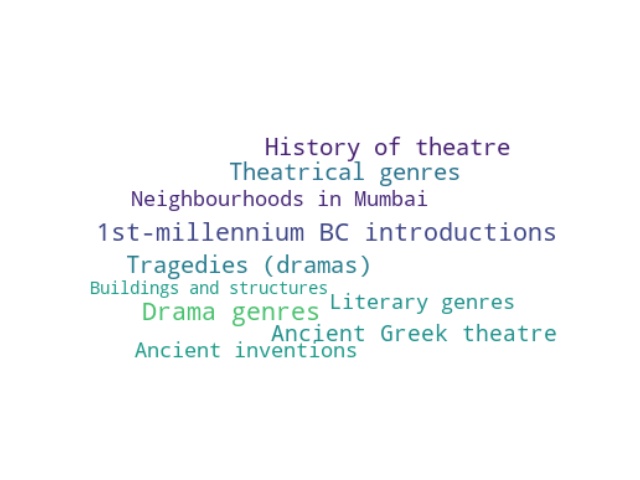 History of theatre
Theatrical genres
Neighbourhoods in Mumbai
1st-millennium BC introductions
Tragedies (dramas)
Buildings and structures
Literary genres
Drama genres
Ancient Greek theatre
Ancient inventions